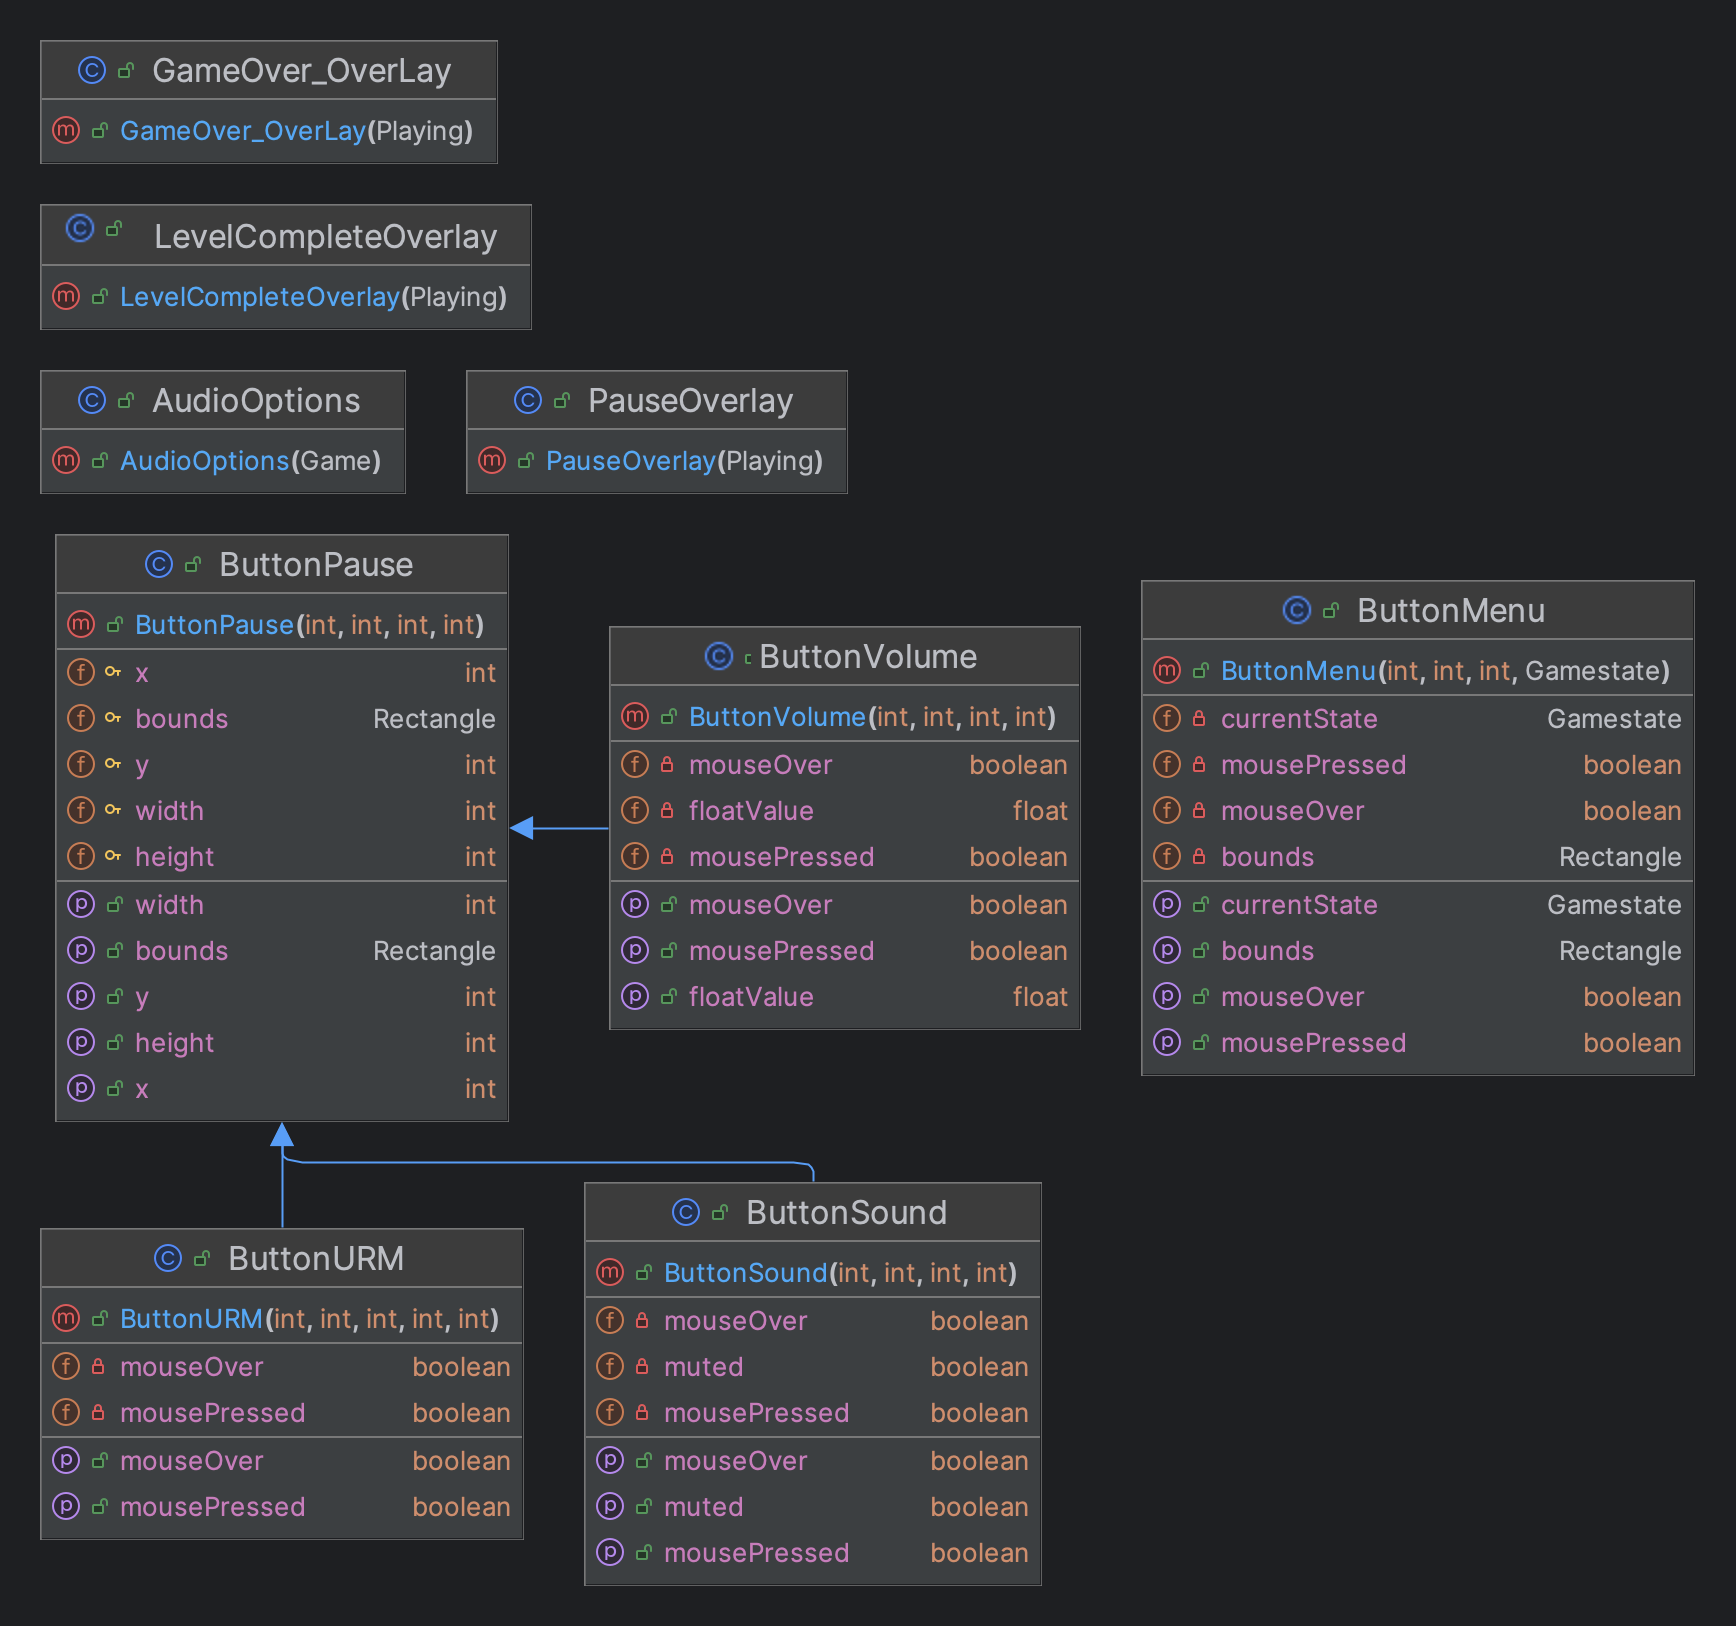 GameOver_OverLay
GameOver_OverLay(Playing)
LevelCompleteOverlay
LevelCompleteOverlay(Playing)
AudioOptions
AudioOptions(Game)
PauseOverlay
PauseOverlay(Playing)
ButtonPause
ButtonPause(int, int, int, int)
x int
bounds Rectangle
y int
width int
height int
width int
bounds Rectangle
y int
height int
x int
ButtonVolume
ButtonVolume(int, int, int, int)
mouseOver boolean
floatValue float
mousePressed boolean
mouseOver boolean
mousePressed boolean
floatValue float
ButtonMenu
ButtonMenu(int, int, int, Gamestate)
currentState Gamestate
mousePressed boolean
mouseOver boolean
bounds Rectangle
currentState Gamestate
bounds Rectangle
mouseOver boolean
mousePressed boolean
ButtonURM
ButtonURM(int, int, int, int, int)
mouseOver boolean
mousePressed boolean
mouseOver boolean
mousePressed boolean
ButtonSound
ButtonSound(int, int, int, int)
mouseOver boolean
muted boolean
mousePressed boolean
mouseOver boolean
muted boolean
mousePressed boolean